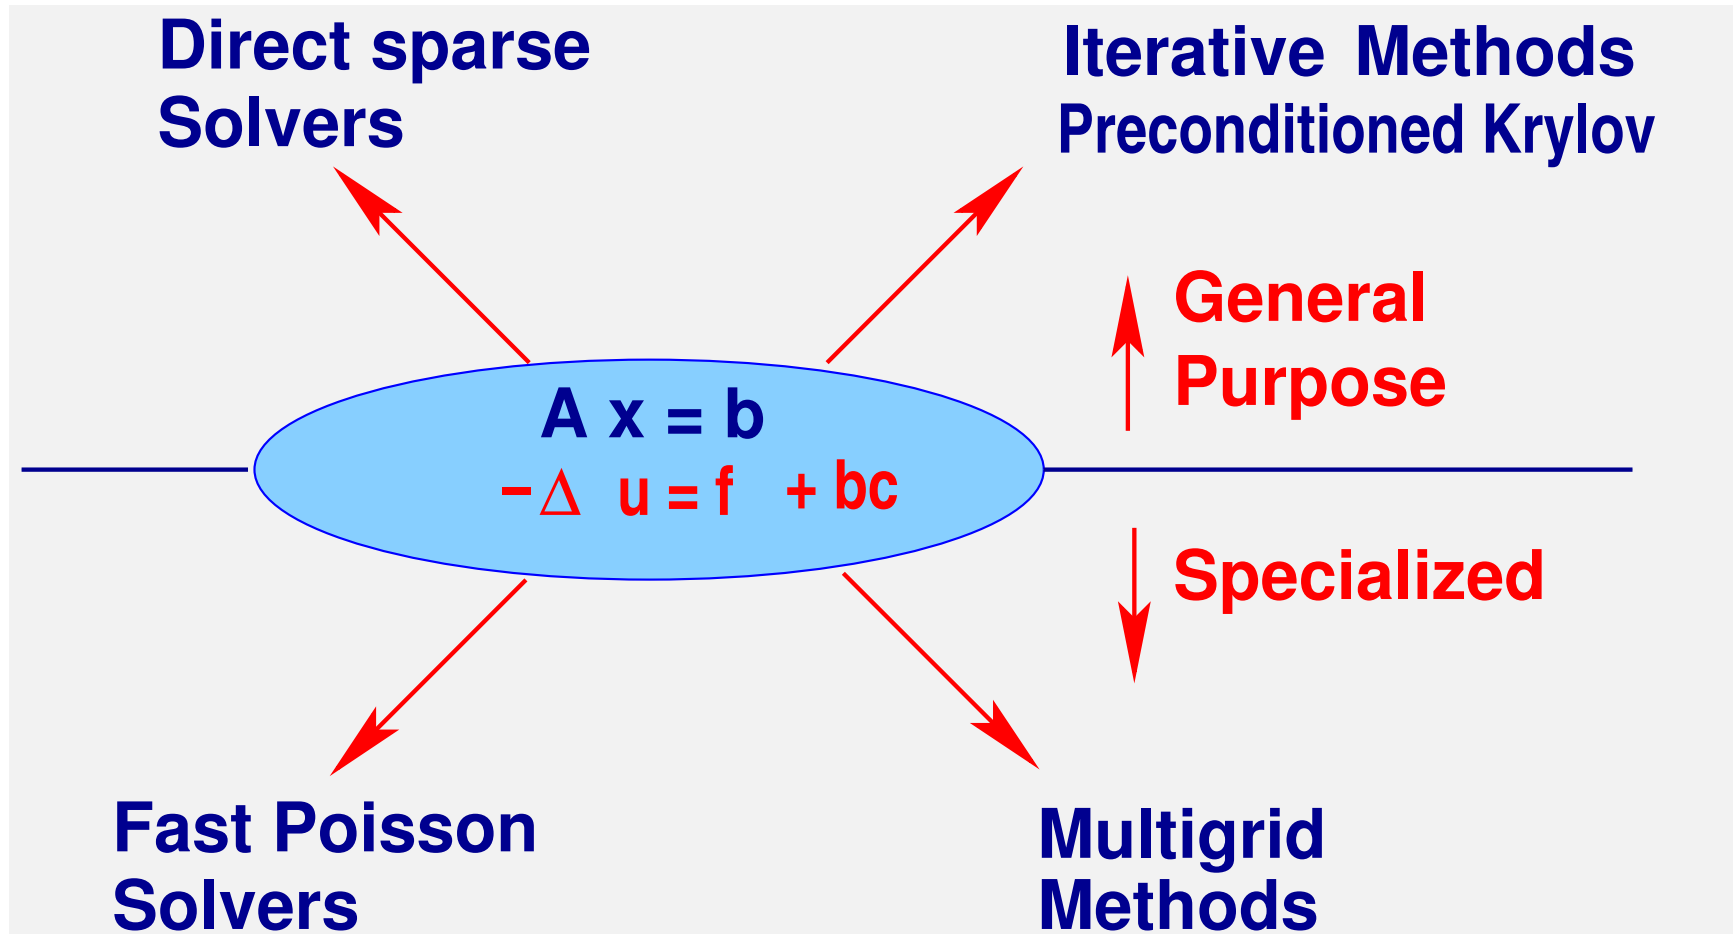 Direct sparse
Solvers
Iterative Methods
Preconditioned Krylov
General
Purpose
A x = b
−Δ u = f + bc
Specialized
Fast Poisson
Solvers
Multigrid
Methods